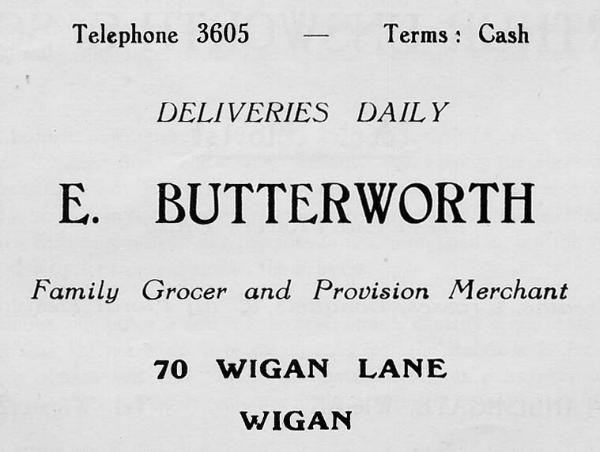 Telephone 3605 — Terms: Cash
DELIVERIES DAILY
E. BUTTERWORTH
Family Grocer and Provision Merchant
70 WIGAN LANE
WIGAN